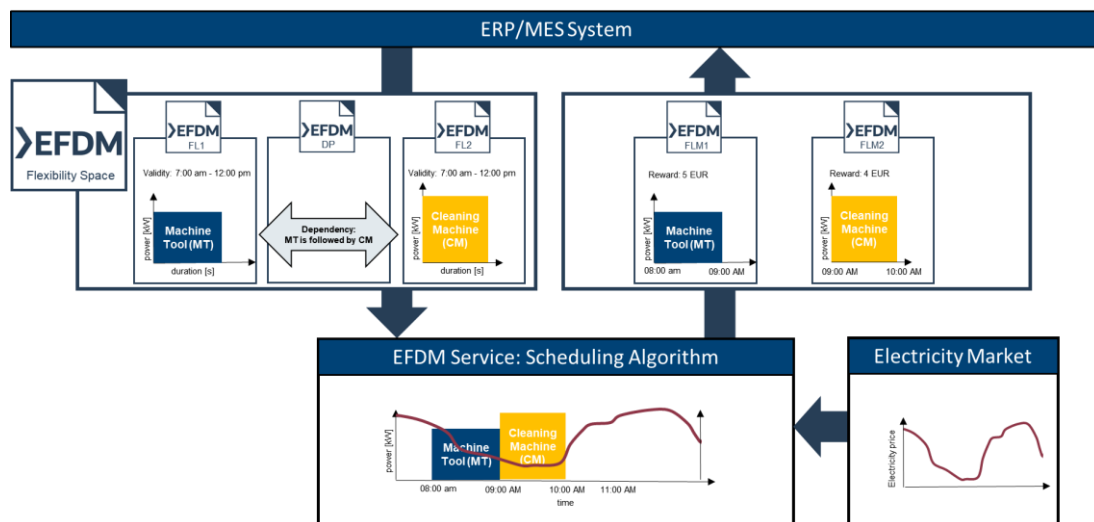 ERP/MES System
EFDM
Flexibility Space
EFDM
FL1
Validity: 7:00 am - 12:00 pm
power [kW]
Machine
Tool (MT)
duration [s]
EFDM
DP
Dependency:
MT is followed by CM
EFDM
FL2
Validity: 7:00 am - 12:00 pm
power [kW]
Cleaning
Machine
(CM)
duration [s]
EFDM
FLM1
Reward: 5 EUR
power [kW]
Machine
Tool (MT)
08:00 am
09:00 AM
EFDM
FLM2
Reward: 4 EUR
power [kW]
Cleaning
Machine
(CM)
09:00 AM
10:00 AM
EFDM Service: Scheduling Algorithm
power [kW]
Machine
Tool (MT)
Cleaning
Machine
(CM)
08:00 am
09:00 AM
10:00 AM
11:00 AM
time
Electricity Market
Electricity price